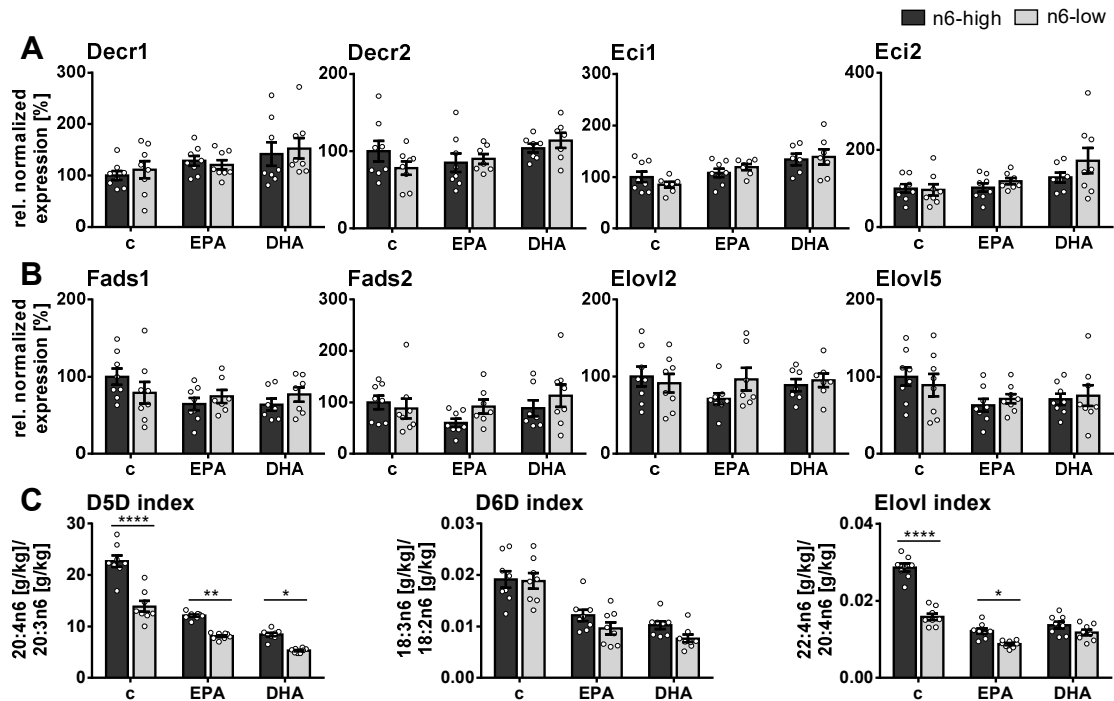 n6-high n6-low
A
Decr1 Decr2 Eci1 Eci2
rel. normalized
expression [%]
300 200 300 400
200 100 200 200
100 0 100 0
0 0
c EPA DHA c EPA DHA c EPA DHA c EPA DHA
B
Fads1 Fads2 Elovl2 Elovl5
rel. normalized
expression [%]
200 300 200 200
100 200 100 100
0 100 0 0
0
c EPA DHA c EPA DHA c EPA DHA c EPA DHA
C
D5D index D6D index Elovl index
20:4n6 [g/kg]/
20:3n6 [g/kg]
30
20
10
0
**** ** *
c EPA DHA
18:3n6 [g/kg]/
18:2n6 [g/kg]
0.03
0.02
0.01
0.00
c EPA DHA
22:4n6 [g/kg]/
20:4n6 [g/kg]
0.04
0.02
0.00
**** *
c EPA DHA